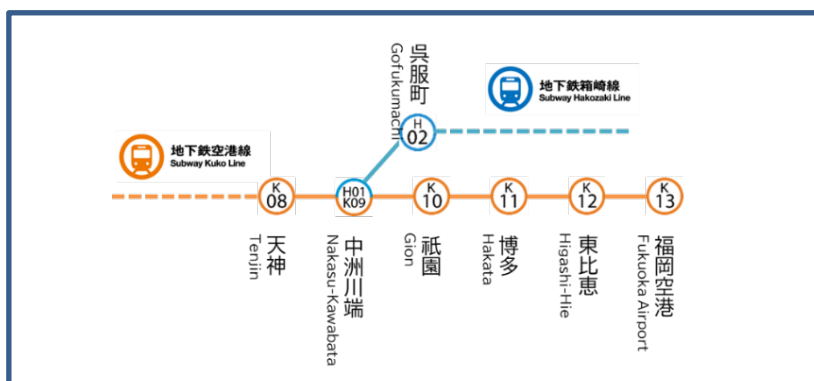 呉服町
Gofukumachi
H
02
地下鉄箱崎線
Subway Hakozaki Line
地下鉄空港線
Subway Kuko Line
K
08
H01
K09
K
10
K
11
K
12
K
13
天神
Tenjin
中洲川端
Nakasu-Kawabata
祇園
Gion
博多
Hakata
東比恵
Higashi-Hie
福岡空港
Fukuoka Airport